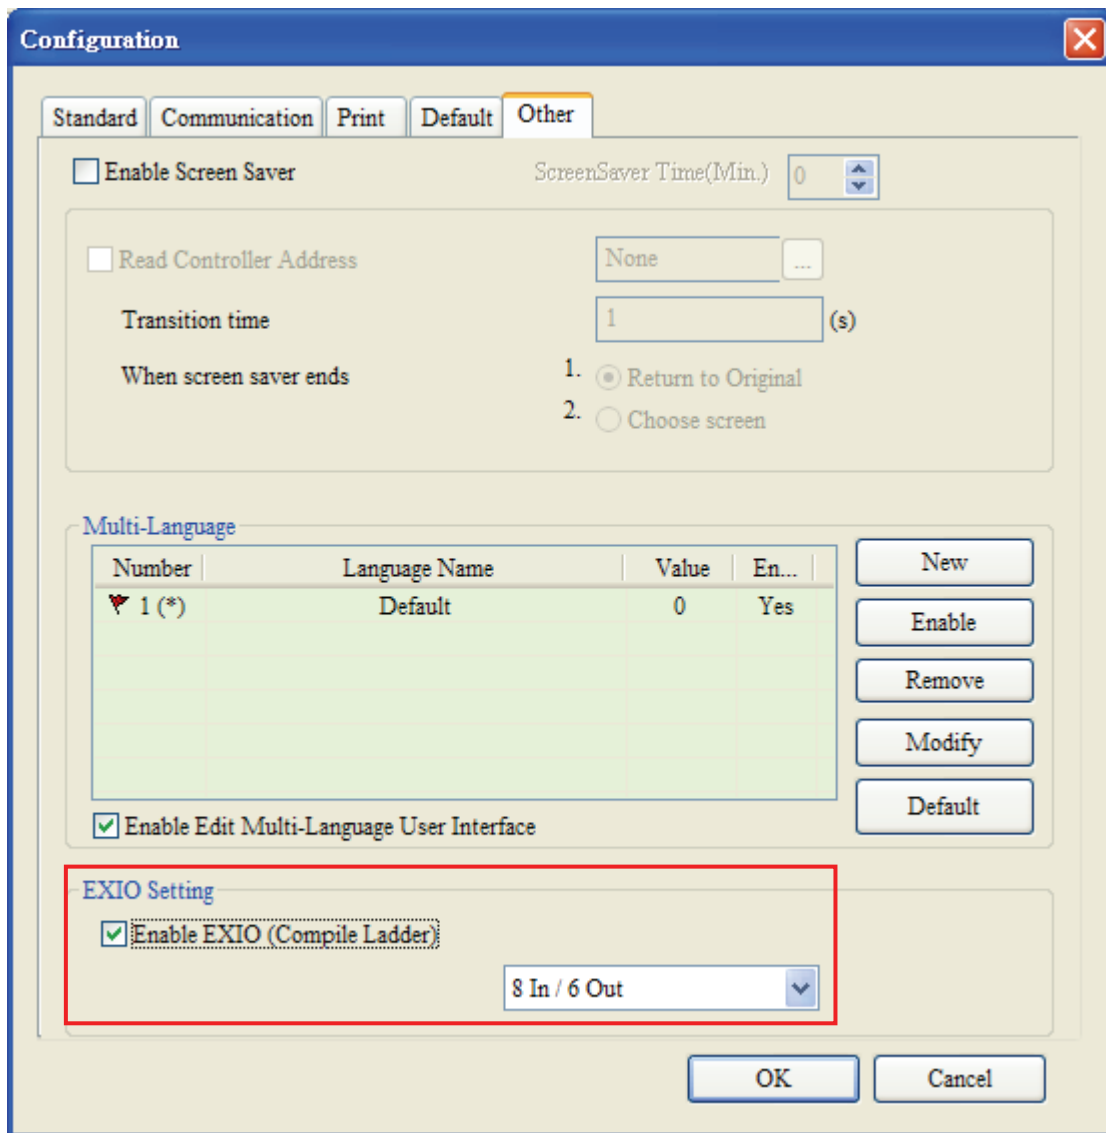 Configuration
Standard Communication Print Default Other
Enable Screen Saver ScreenSaver Time(Min.) 0
Read Controller Address None ...
Transition time 1 (s)
When screen saver ends 1. Return to Original
2. Choose screen
Multi-Language
Number Language Name Value En... New
1 (*) Default 0 Yes Enable
Remove
Modify
Default
Enable Edit Multi-Language User Interface
EXIO Setting
Enable EXIO (Compile Ladder)
8 In / 6 Out
OK Cancel